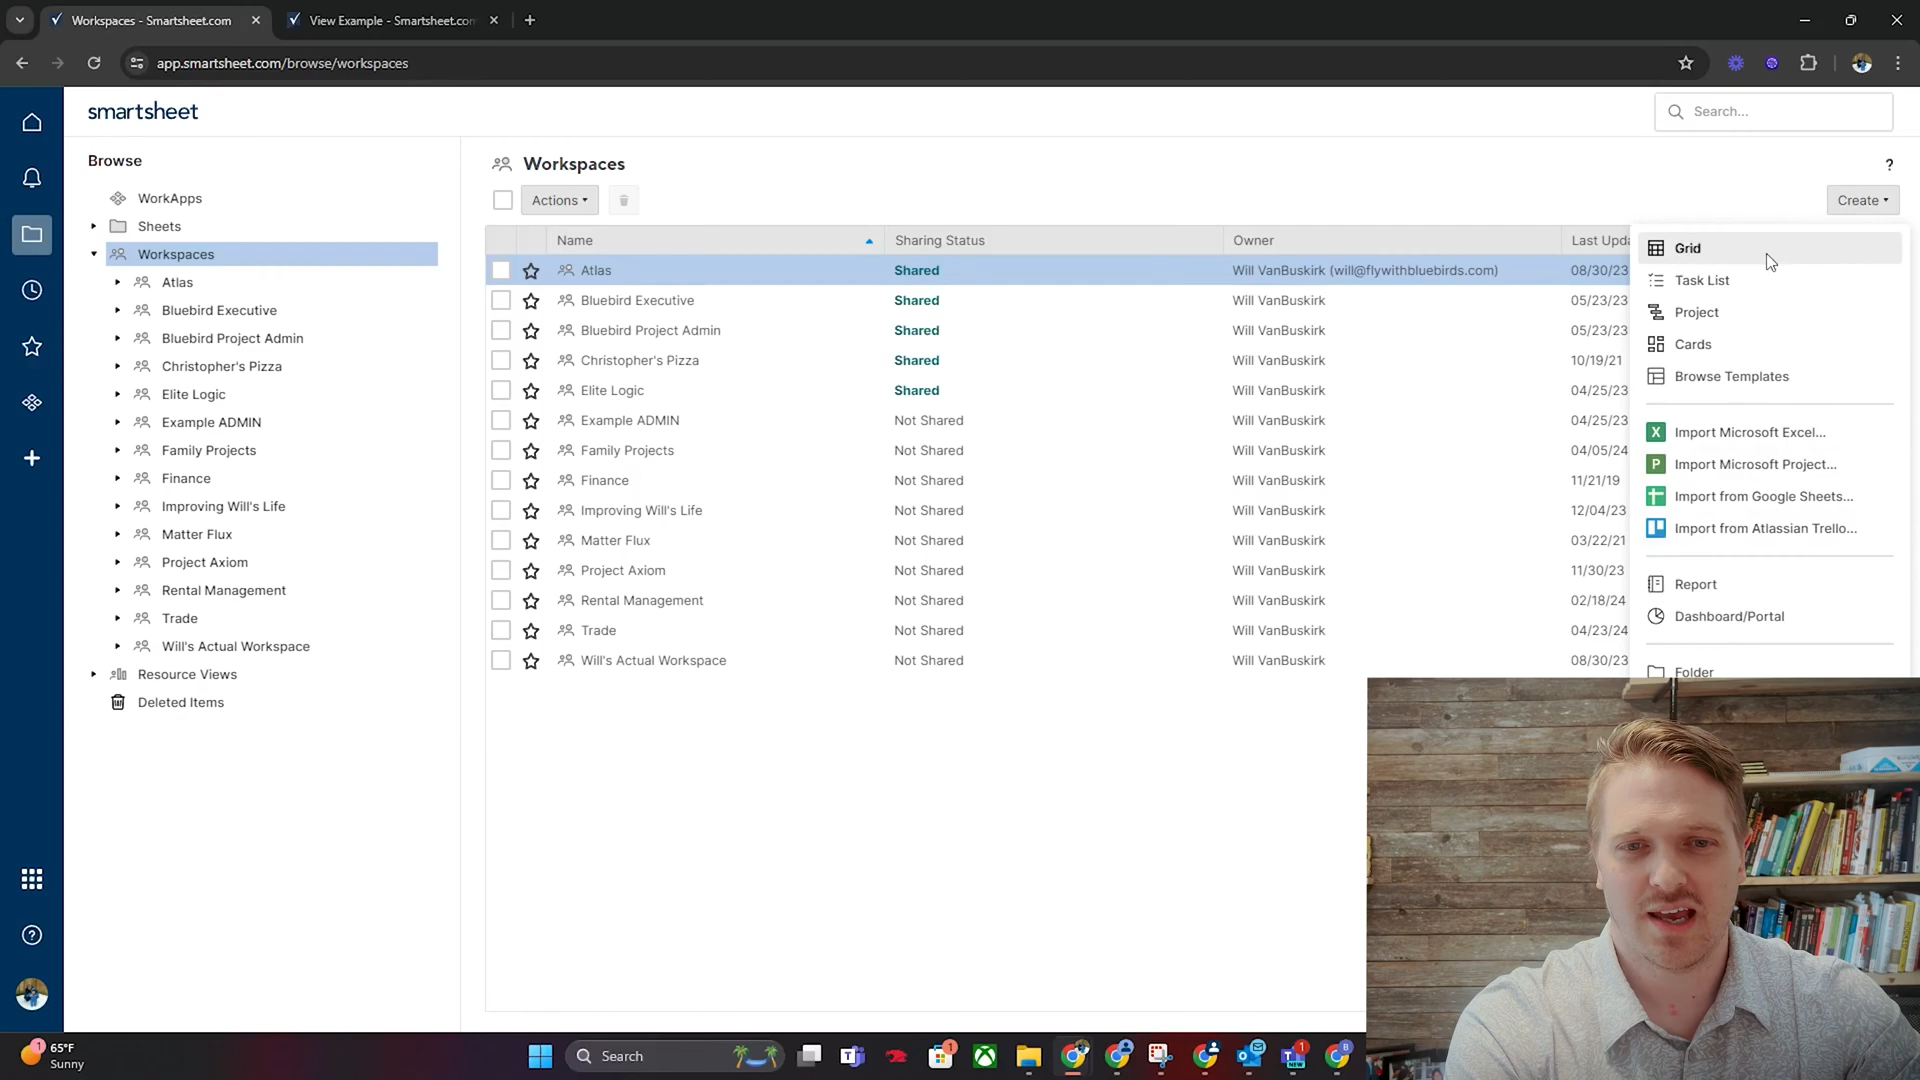 Workspaces - Smartsheet.com
View Example - Smartsheet.com
app.smartsheet.com/browse/workspaces
smartsheet
Search...
Browse
WorkApps
Sheets
Workspaces
Atlas
Bluebird Executive
Bluebird Project Admin
Christopher's Pizza
Elite Logic
Example ADMIN
Family Projects
Finance
Improving Will's Life
Matter Flux
Project Axiom
Rental Management
Trade
Will's Actual Workspace
Resource Views
Deleted Items
Workspaces
?
Actions
Create
Name Sharing Status Owner Last Upda
Atlas Shared Will VanBuskirk (will@flywithbluebirds.com) 08/30/23
Bluebird Executive Shared Will VanBuskirk 05/23/23
Bluebird Project Admin Shared Will VanBuskirk 05/23/23
Christopher's Pizza Shared Will VanBuskirk 10/19/21
Elite Logic Shared Will VanBuskirk 04/25/23
Example ADMIN Not Shared Will VanBuskirk 04/25/23
Family Projects Not Shared Will VanBuskirk 04/05/24
Finance Not Shared Will VanBuskirk 11/21/19
Improving Will's Life Not Shared Will VanBuskirk 12/04/23
Matter Flux Not Shared Will VanBuskirk 03/22/21
Project Axiom Not Shared Will VanBuskirk 11/30/23
Rental Management Not Shared Will VanBuskirk 02/18/24
Trade Not Shared Will VanBuskirk 04/23/24
Will's Actual Workspace Not Shared Will VanBuskirk 08/30/23
Grid
Task List
Project
Cards
Browse Templates
Import Microsoft Excel...
Import Microsoft Project...
Import from Google Sheets...
Import from Atlassian Trello...
Report
Dashboard/Portal
Folder
1
65°F
Sunny
Search
1
1
NEW
B